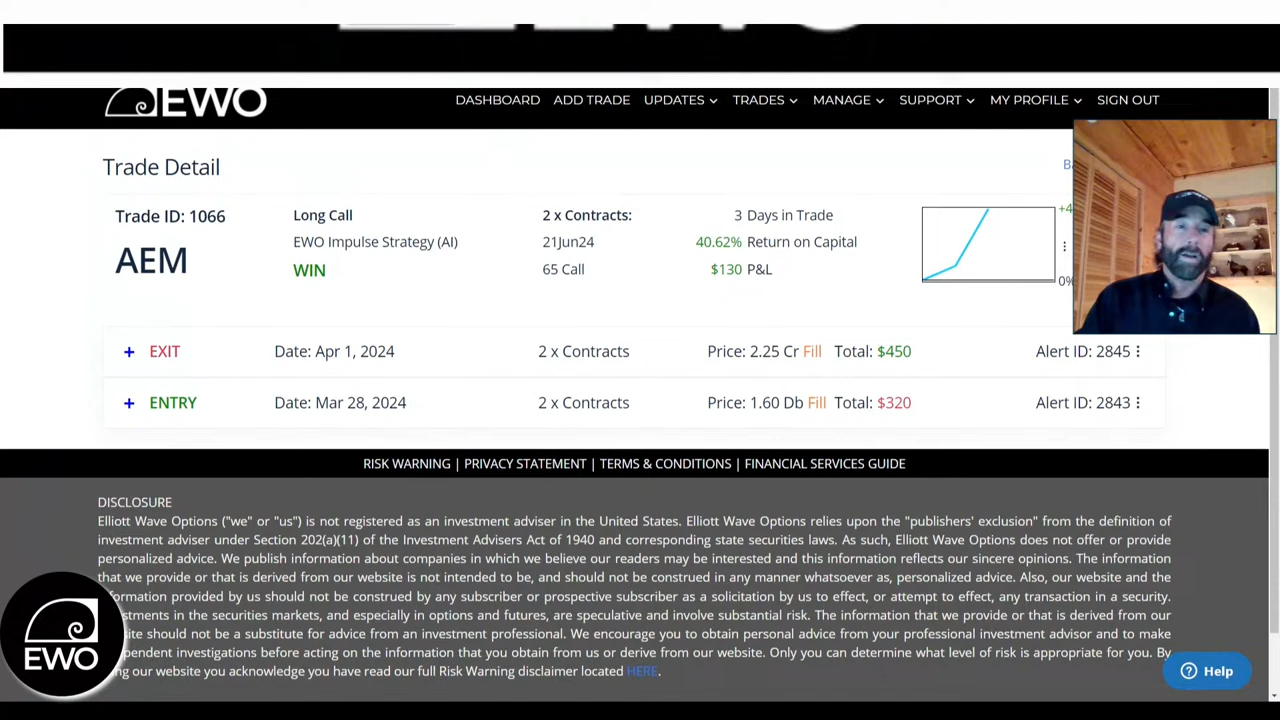 EWO
DASHBOARD ADD TRADE UPDATES TRADES MANAGE SUPPORT MY PROFILE SIGN OUT
Trade Detail
Trade ID: 1066
AEM
Long Call
EWO Impulse Strategy (AI)
WIN
2 x Contracts:
21Jun24
65 Call
3 Days in Trade
40.62% Return on Capital
$130 P&L
0%
+ EXIT Date: Apr 1, 2024 2 x Contracts Price: 2.25 Cr Fill Total: $450 Alert ID: 2845
+ ENTRY Date: Mar 28, 2024 2 x Contracts Price: 1.60 Db Fill Total: $320 Alert ID: 2843
RISK WARNING | PRIVACY STATEMENT | TERMS & CONDITIONS | FINANCIAL SERVICES GUIDE
DISCLOSURE
Elliott Wave Options ("we" or "us") is not registered as an investment adviser in the United States. Elliott Wave Options relies upon the "publishers' exclusion" from the definition of
investment adviser under Section 202(a)(11) of the Investment Advisers Act of 1940 and corresponding state securities laws. As such, Elliott Wave Options does not offer or provide
personalized advice. We publish information about companies in which we believe our readers may be interested and this information reflects our sincere opinions. The information
that we provide or that is derived from our website is not intended to be, and should not be construed in any manner whatsoever as, personalized advice. Also, our website and the
information provided by us should not be construed by any subscriber or prospective subscriber as a solicitation by us to effect, or attempt to effect, any transaction in a security.
in the securities markets, and especially in options and futures, are speculative and involve substantial risk. The information that we provide or that is derived from our
should not be a substitute for advice from an investment professional. We encourage you to obtain personal advice from your professional investment advisor and to make
investigations before acting on the information that you obtain from us or derive from our website. Only you can determine what level of risk is appropriate for you. By
our website you acknowledge you have read our full Risk Warning disclaimer located HERE.
EWO
Help